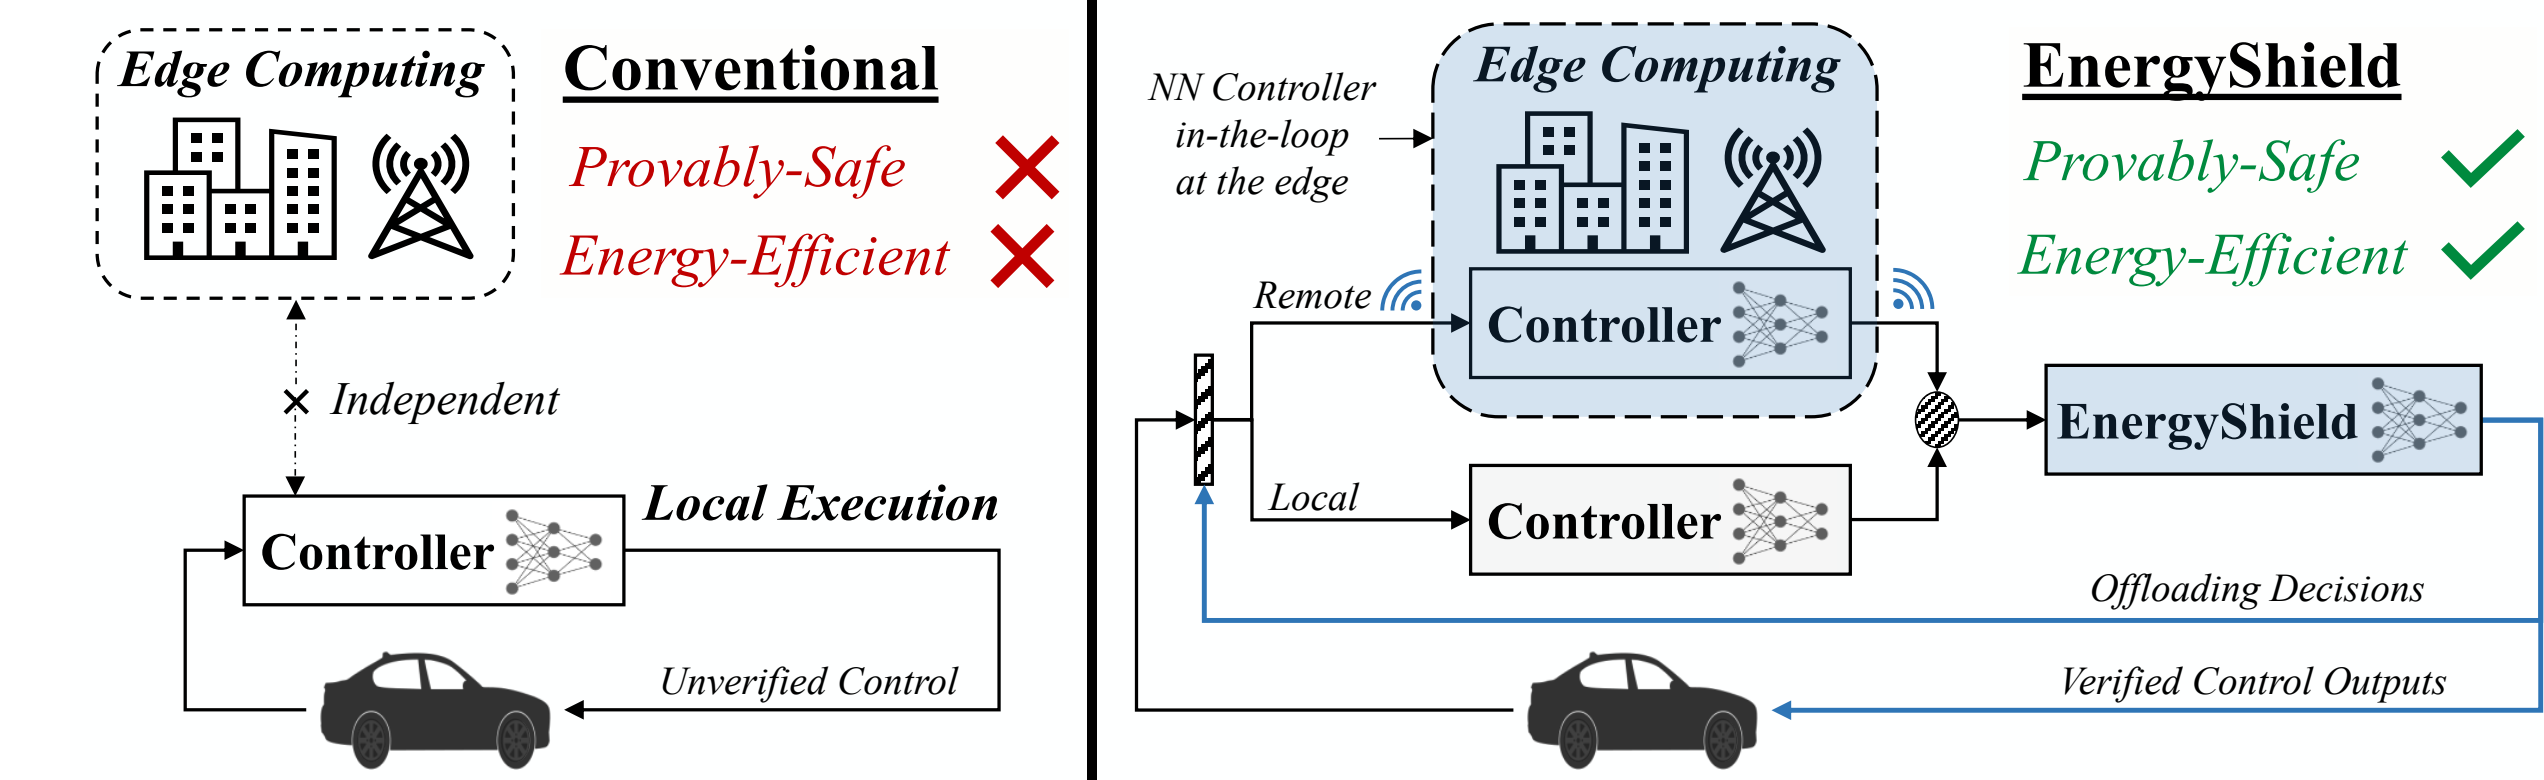 Edge Computing
Conventional
Provably-Safe
Energy-Efficient
Independent
Controller
Local Execution
Unverified Control
NN Controller
in-the-loop
at the edge
Edge Computing
EnergyShield
Provably-Safe
Energy-Efficient
Remote
Controller
EnergyShield
Local
Controller
Offloading Decisions
Verified Control Outputs